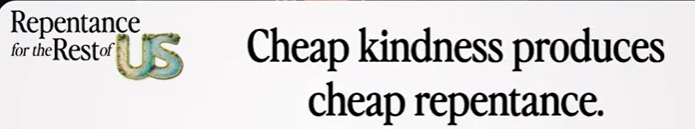 Repentance
for the Rest of US
Cheap kindness produces
cheap repentance.